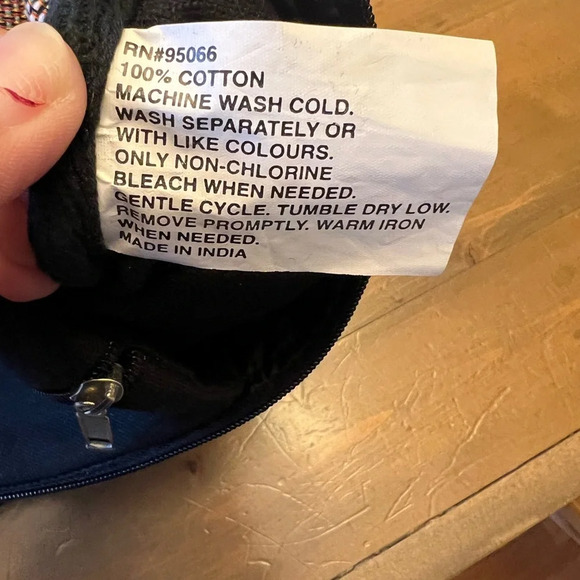 RN#95066
100% COTTON
MACHINE WASH COLD.
WASH SEPARATELY OR
WITH LIKE COLOURS.
ONLY NON-CHLORINE
BLEACH WHEN NEEDED.
GENTLE CYCLE. TUMBLE DRY LOW.
REMOVE PROMPTLY. WARM IRON
WHEN NEEDED.
MADE IN INDIA